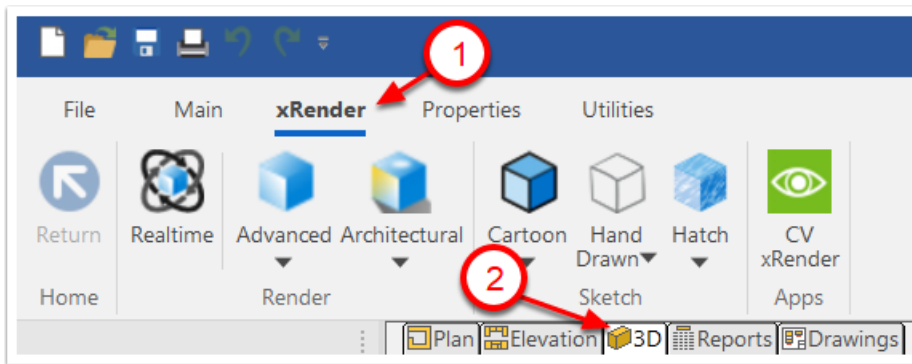 1
File Main xRender Properties Utilities
Return Realtime Advanced Architectural Cartoon Hand Drawn Hatch CV xRender
2
Home Render Sketch Apps
Plan Elevation 3D Reports Drawings